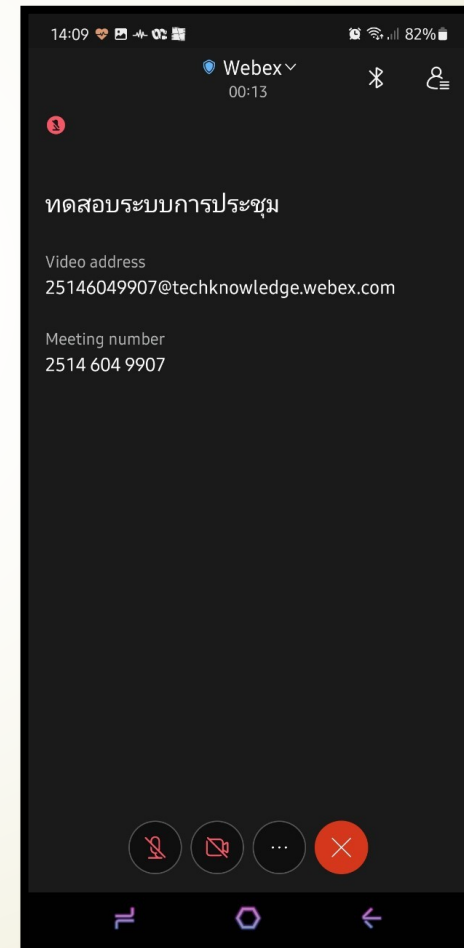 14:09 82%
Webex
00:13
ทดสอบระบบการประชุม
Video address
25146049907@techknowledge.webex.com
Meeting number
2514 604 9907